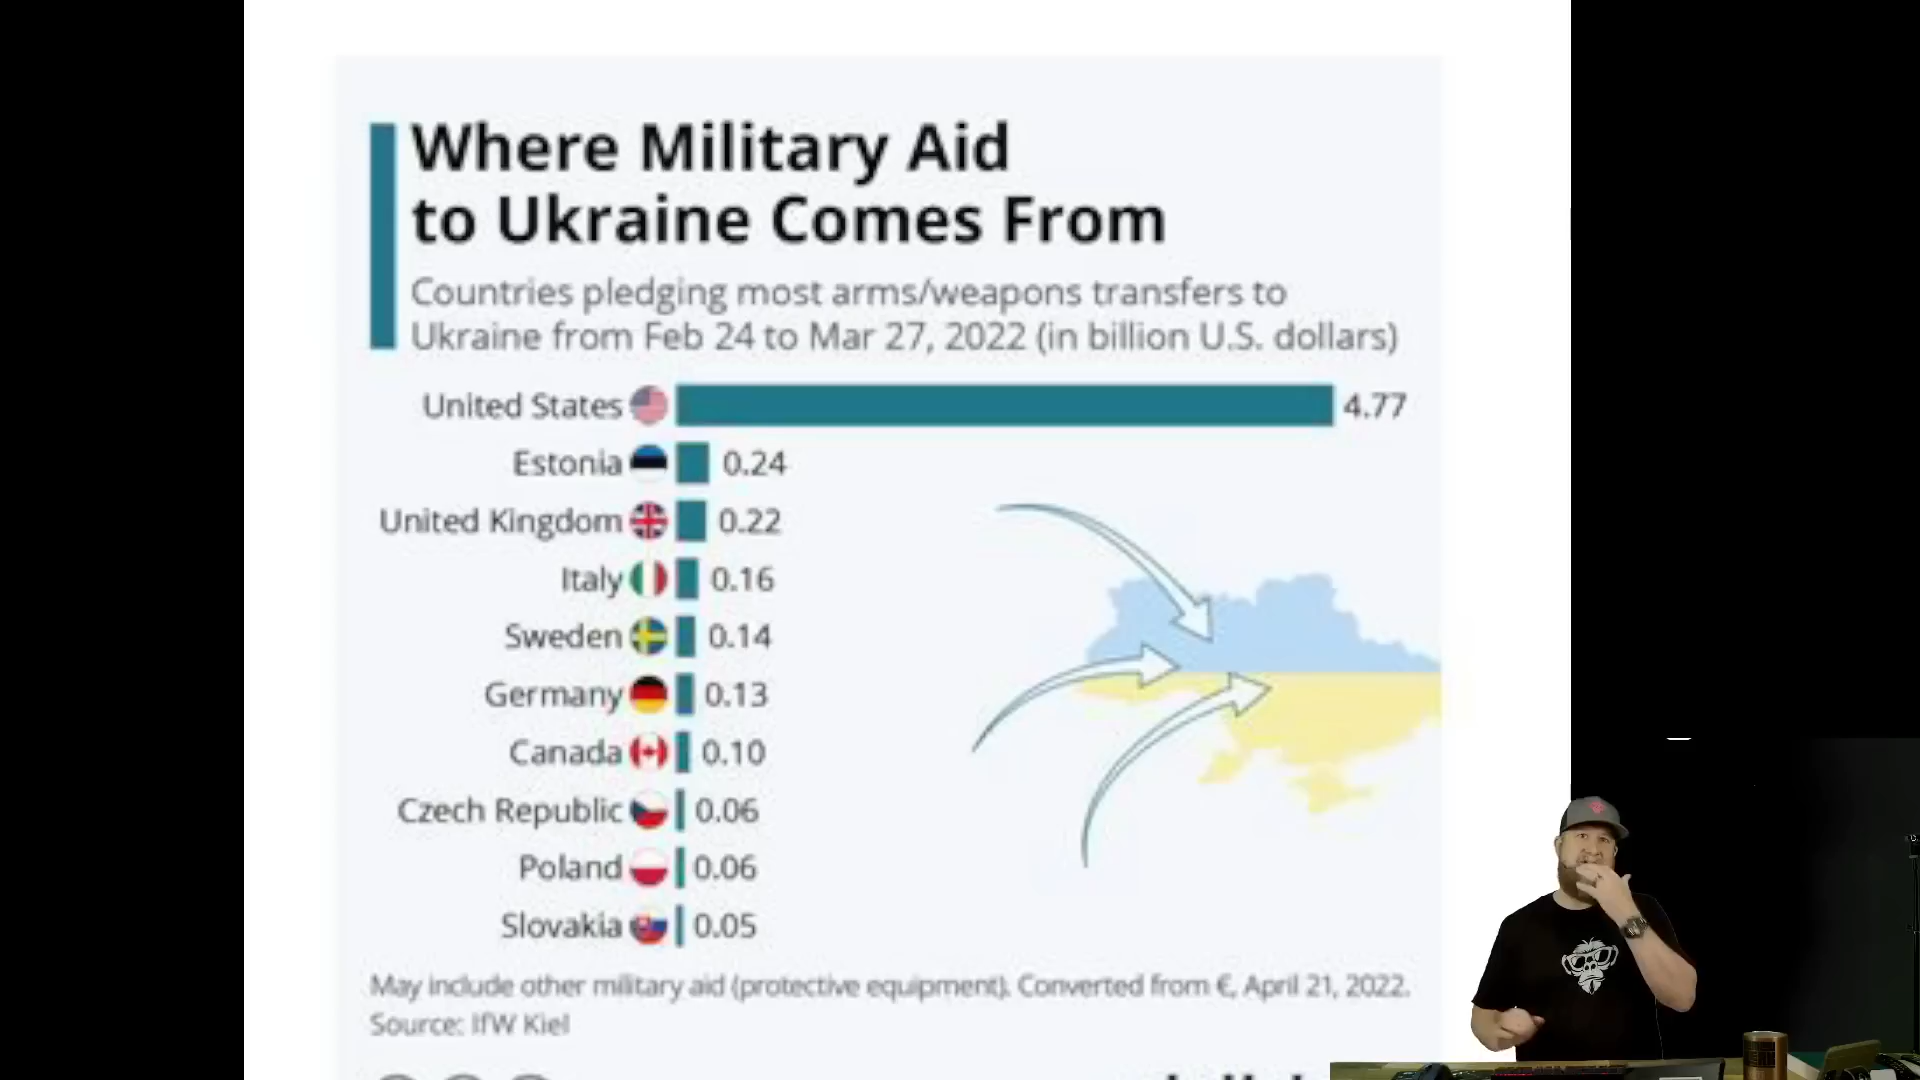 Where Military Aid
to Ukraine Comes From
Countries pledging most arms/weapons transfers to
Ukraine from Feb 24 to Mar 27, 2022 (in billion U.S. dollars)
United States 4.77
Estonia 0.24
United Kingdom 0.22
Italy 0.16
Sweden 0.14
Germany 0.13
Canada 0.10
Czech Republic 0.06
Poland 0.06
Slovakia 0.05
May include other military aid (protective equipment). Converted from €, April 21, 2022.
Source: IfW Kiel